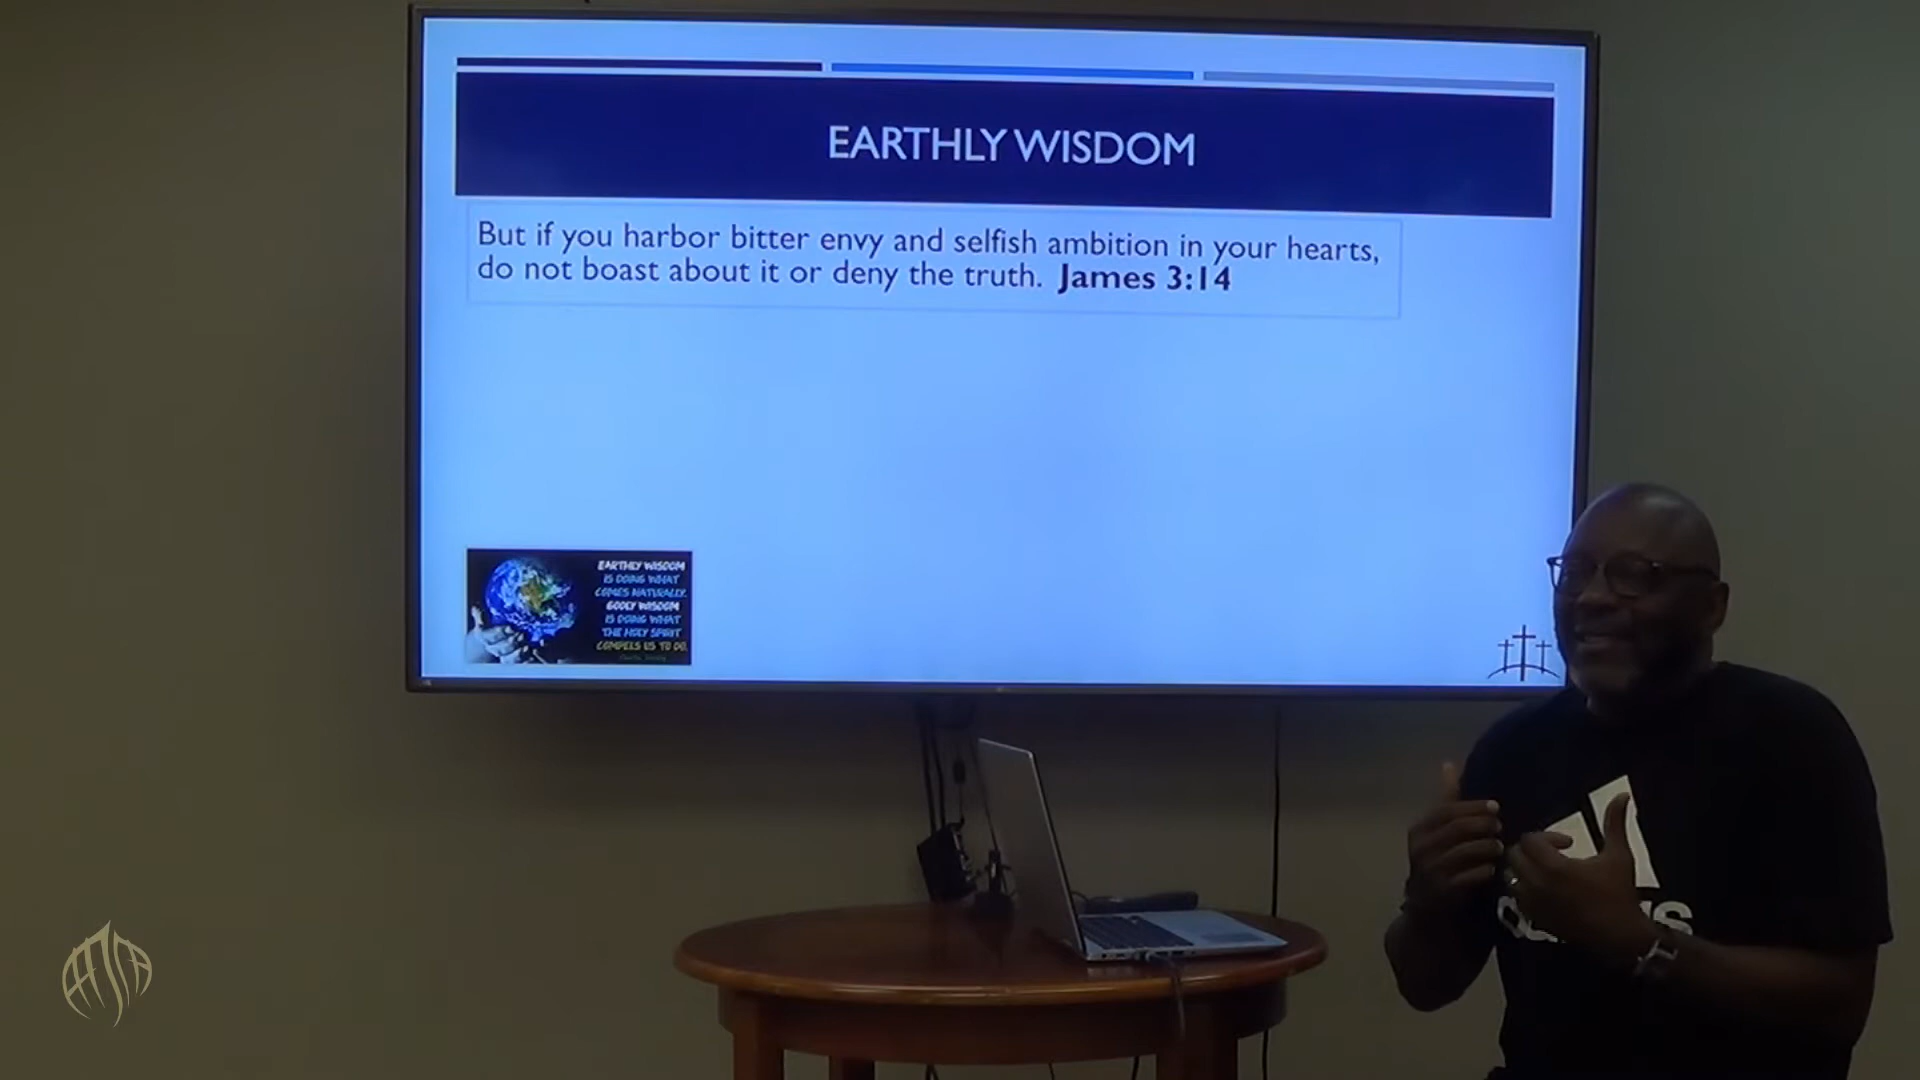 EARTHLY WISDOM
But if you harbor bitter envy and selfish ambition in your hearts,
do not boast about it or deny the truth. James 3:14
EARTHLY WISDOM
IS DOING WHAT
COMES NATURALLY.
GODLY WISDOM
IS DOING WHAT
THE HOLY SPIRIT
COMPELS US TO DO.